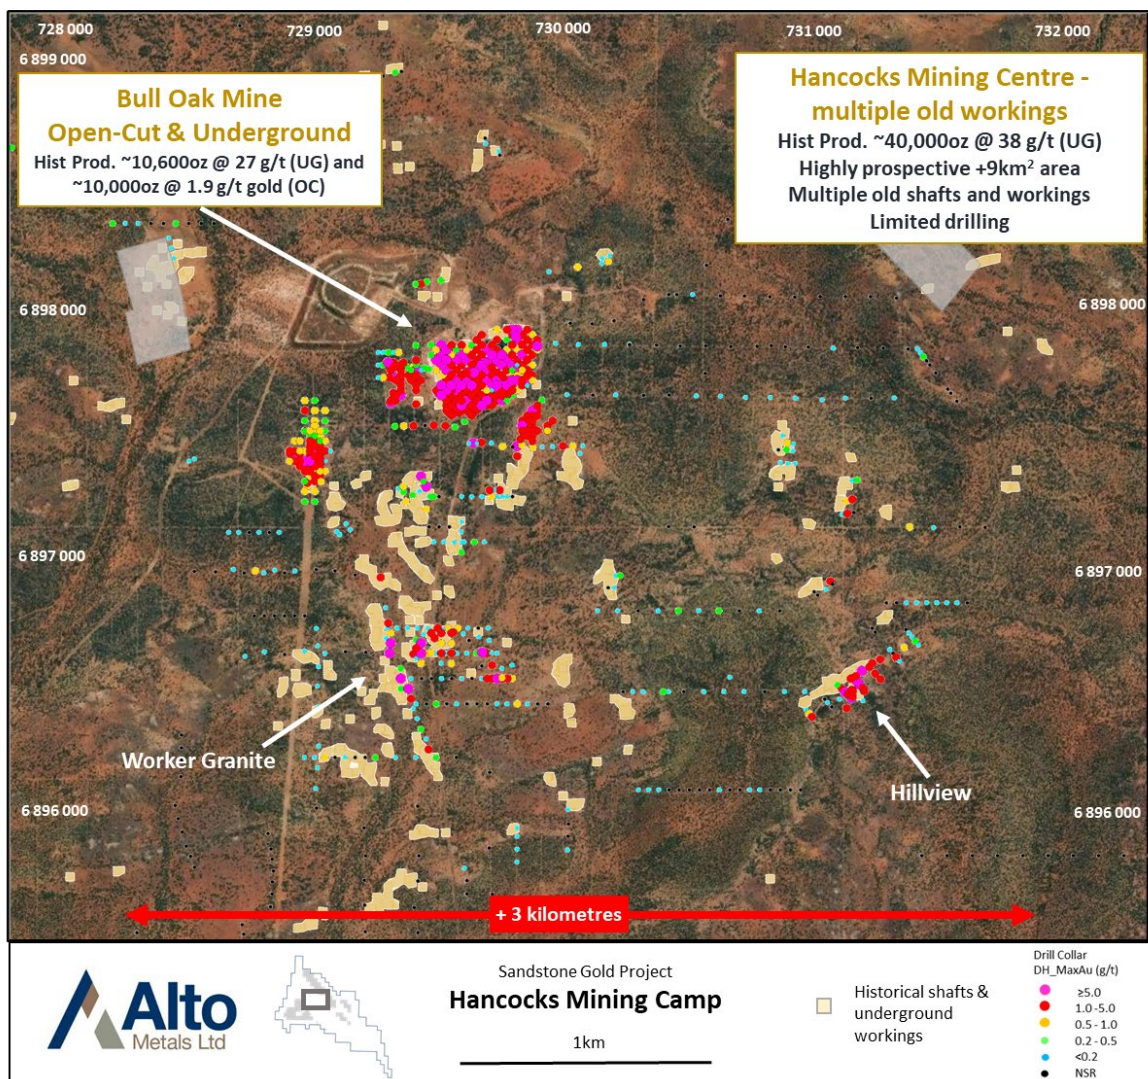 728 000
729 000
730 000
731 000
732 000
6 899 000
Bull Oak Mine
Open-Cut & Underground
Hist Prod. ~10,600oz @ 27 g/t (UG) and
~10,000oz @ 1.9 g/t gold (OC)
Hancocks Mining Centre -
multiple old workings
Hist Prod. ~40,000oz @ 38 g/t (UG)
Highly prospective +9km² area
Multiple old shafts and workings
Limited drilling
6 898 000
6 898 000
6 897 000
6 897 000
Worker Granite
Hillview
6 896 000
6 896 000
+ 3 kilometres
Alto
Metals Ltd
Sandstone Gold Project
Hancocks Mining Camp
1km
Historical shafts &
underground
workings
Drill Collar
DH_MaxAu (g/t)
≥5.0
1.0-5.0
0.5 - 1.0
0.2 - 0.5
<0.2
NSR